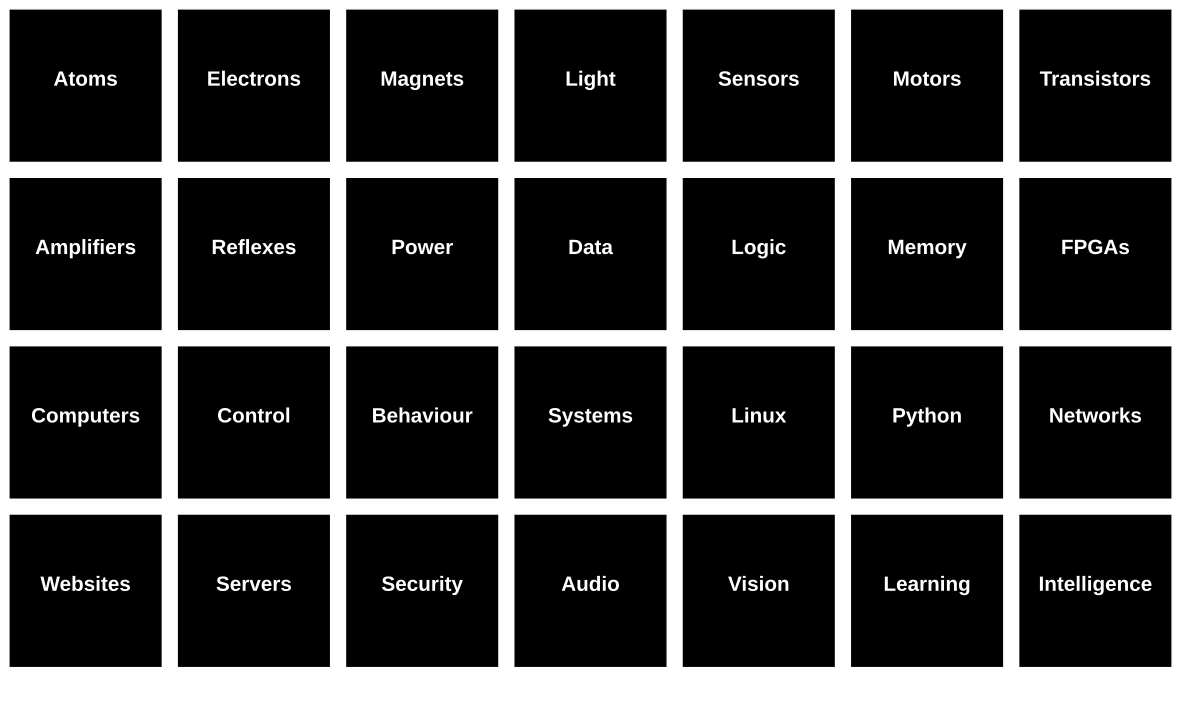 Atoms
Electrons
Magnets
Light
Sensors
Motors
Transistors
Amplifiers
Reflexes
Power
Data
Logic
Memory
FPGAs
Computers
Control
Behaviour
Systems
Linux
Python
Networks
Websites
Servers
Security
Audio
Vision
Learning
Intelligence